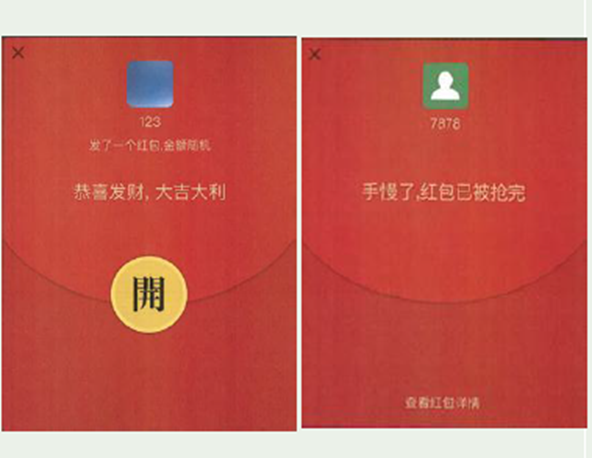 123
发了一个红包,金额随机
恭喜发财,大吉大利
開
7878
手慢了,红包已被抢完
查看红包详情